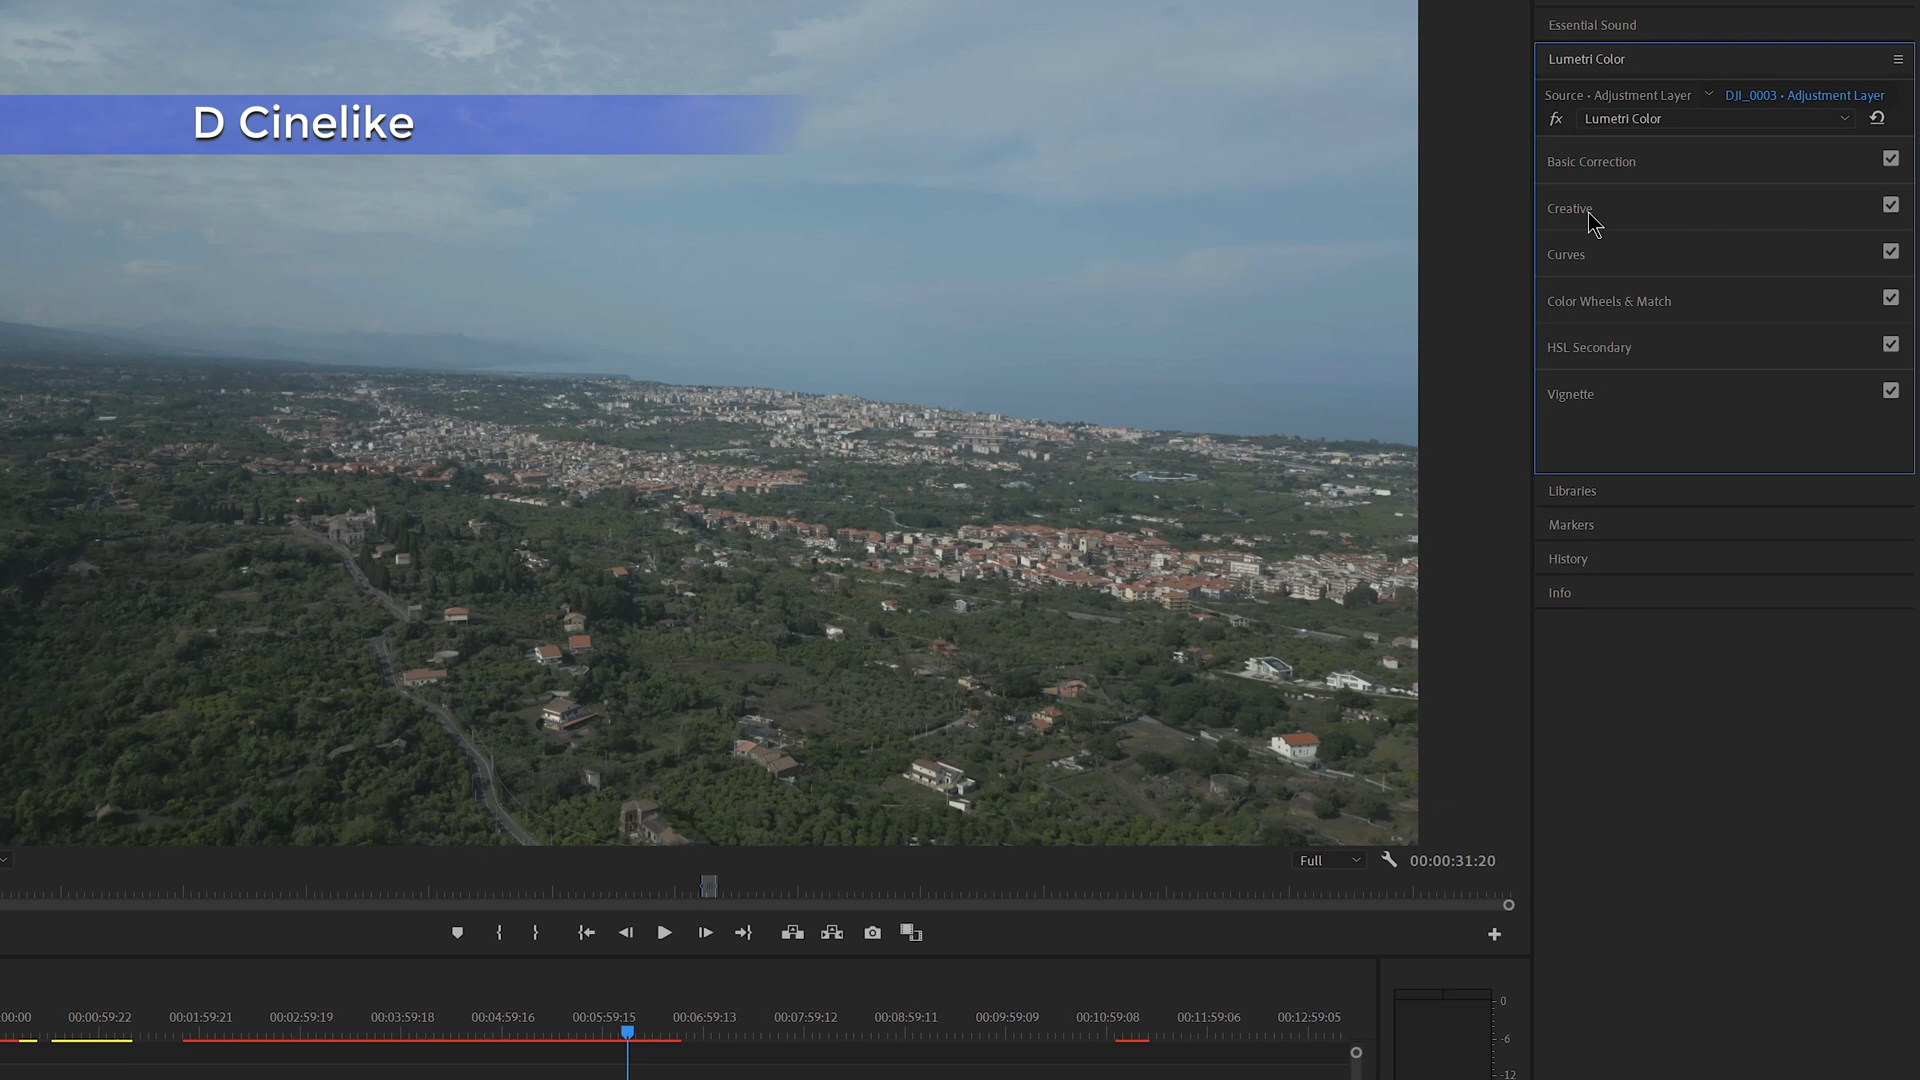 Essential Sound
Lumetri Color
Source • Adjustment Layer
DJI_0003 • Adjustment Layer
fx Lumetri Color
Basic Correction
Creative
Curves
Color Wheels & Match
HSL Secondary
Vignette
Libraries
Markers
History
Info
D Cinelike
Full
00:00:31:20
:00:00 00:00:59:22 00:01:59:21 00:02:59:19 00:03:59:18 00:04:59:16 00:05:59:15 00:06:59:13 00:07:59:12 00:08:59:11 00:09:59:09 00:10:59:08 00:11:59:06 00:12:59:05
0
-6
-12